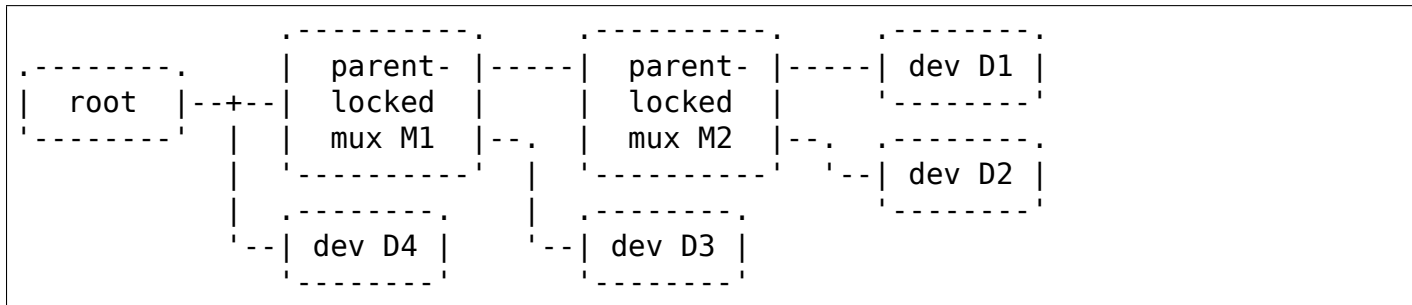 .----------.     .----------.     .--------.
.--------.       |  parent- |-----|  parent- |-----| dev D1 |
|  root  |--+--|  locked  |     |  locked  |     '--------'
'--------'  |  |  mux M1  |--.  |  mux M2  |--.  .--------.
            |  '----------'  |  '----------'  '--| dev D2 |
            |  .--------.    |  .--------.       '--------'
            '--| dev D4 |    '--| dev D3 |
               '--------'       '--------'